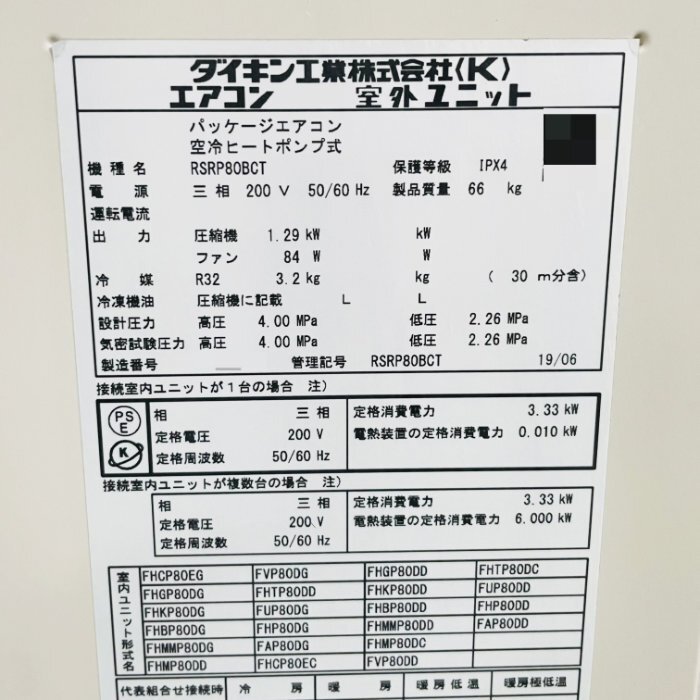 ダイキン工業株式会社〈K〉
エアコン 室外ユニット
パッケージエアコン
空冷ヒートポンプ式
機種名 RSRP80BCT 保護等級 IPX4
電源 三相 200 V 50/60 Hz 製品質量 66 kg
運転電流
出力 圧縮機 1.29 kW kW
ファン 84 W W
冷媒 R32 3.2 kg kg ( 30 m分含)
冷凍機油 圧縮機に記載 L L
設計圧力 高圧 4.00 MPa 低圧 2.26 MPa
気密試験圧力 高圧 4.00 MPa 低圧 2.26 MPa
製造番号 管理記号 RSRP80BCT 19/06
接続室内ユニットが1台の場合 注)
PS E 相 三相 定格消費電力 3.33 kW
定格電圧 200 V 電熱装置の定格消費電力 0.010 kW
K 定格周波数 50/60 Hz
接続室内ユニットが複数台の場合 注)
相 三相 定格消費電力 3.33 kW
定格電圧 200 V 電熱装置の定格消費電力 6.000 kW
定格周波数 50/60 Hz
室内ユニット形式名
FHCP80EG FVP80DG FHGP80DD FHTP80DC
FHGP80DG FHTP80DD FHKP80DD FUP80DD
FHKP80DG FUP80DG FHBP80DD FHP80DD
FHBP80DG FHP80DG FHMMP80DD FAP80DD
FHMMP80DG FAP80DG FHMP80DC
FHMP80DD FHCP80EC FVP80DD
代表組合せ接続時 冷房 暖房 暖房低温 暖房極低温